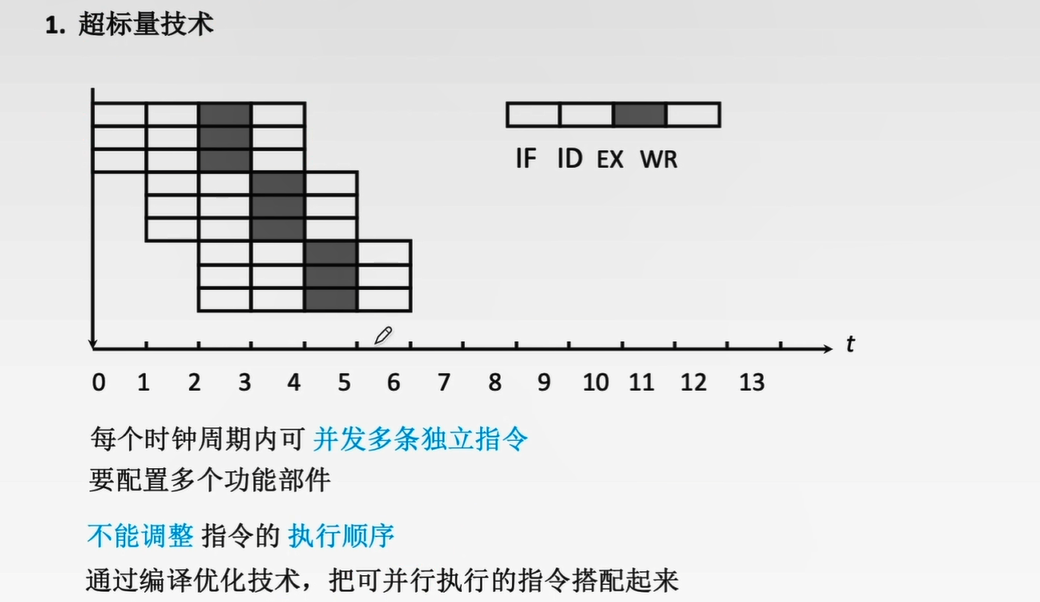 1. 超标量技术
IF ID EX WR
t
0 1 2 3 4 5 6 7 8 9 10 11 12 13
每个时钟周期内可 并发多条独立指令
要配置多个功能部件
不能调整 指令的 执行顺序
通过编译优化技术，把可并行执行的指令搭配起来